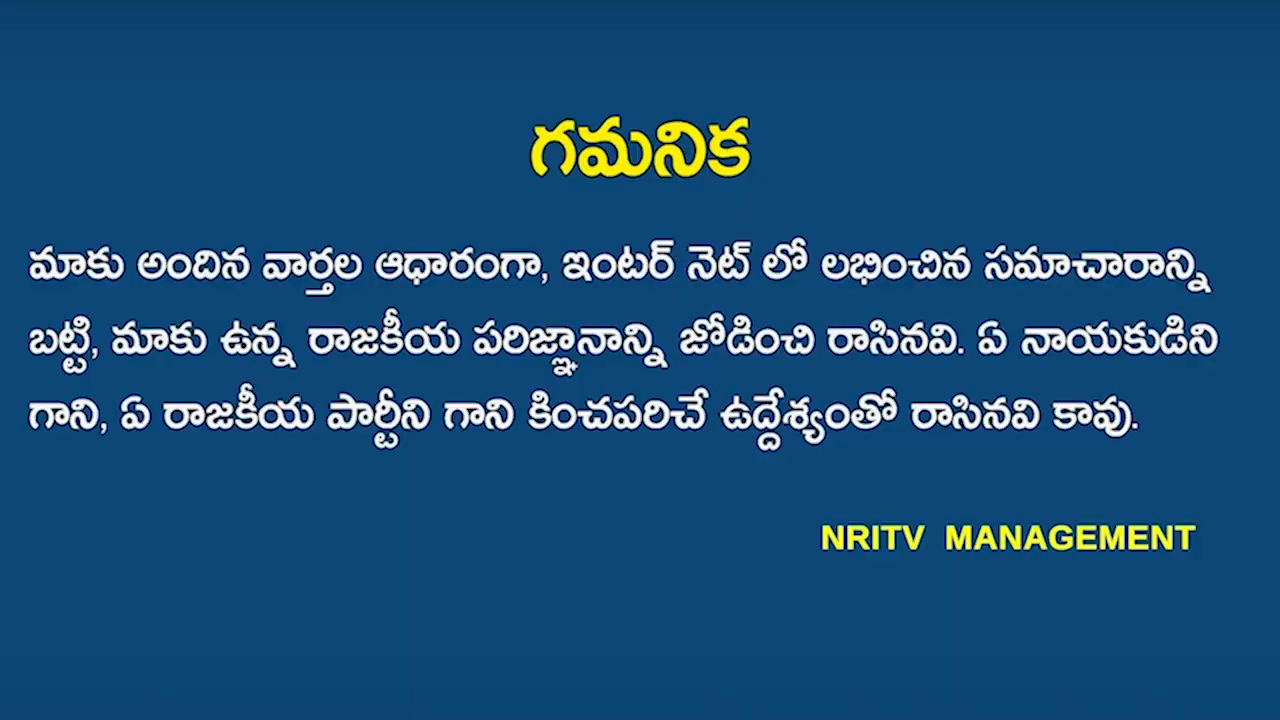 గమనిక
మాకు అందిన వార్తల ఆధారంగా, ఇంటర్ నెట్ లో లభించిన సమాచారాన్ని
బట్టి, మాకు ఉన్న రాజకీయ పరిజ్ఞానాన్ని జోడించి రాసినవి. ఏ నాయకుడిని
గాని, ఏ రాజకీయ పార్టీని గాని కించపరిచే ఉద్దేశ్యంతో రాసినవి కావు.
NRITV MANAGEMENT